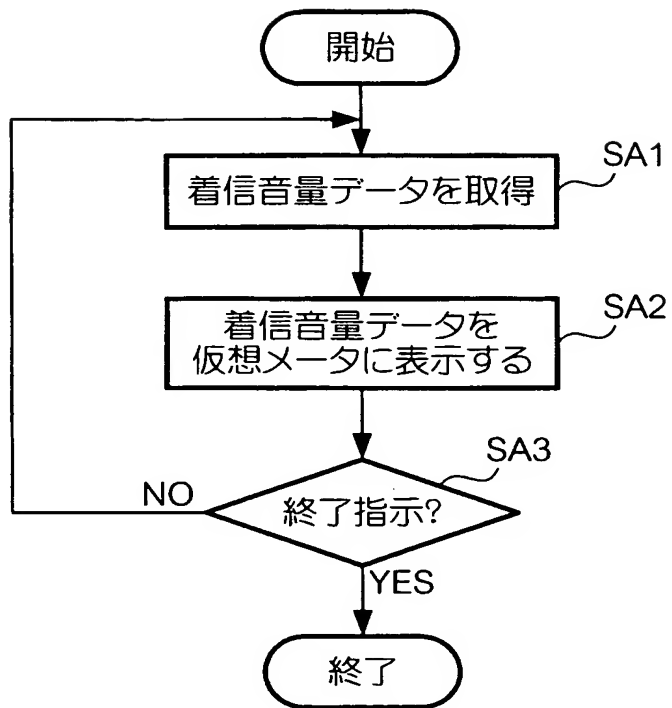 開始
着信音量データを取得
SA1
着信音量データを
仮想メータに表示する
SA2
終了指示?
SA3
NO
YES
終了